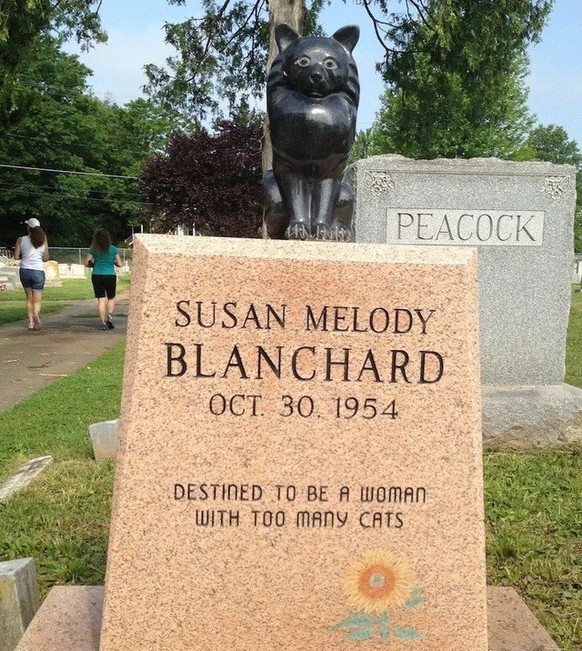 PEACOCK
SUSAN MELODY
BLANCHARD
OCT. 30. 1954
DESTINED TO BE A WOMAN
WITH TOO MANY CATS